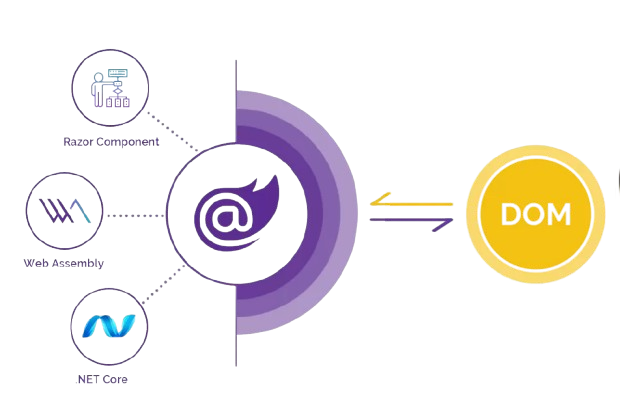 Razor Component
@
DOM
Web Assembly
.NET Core